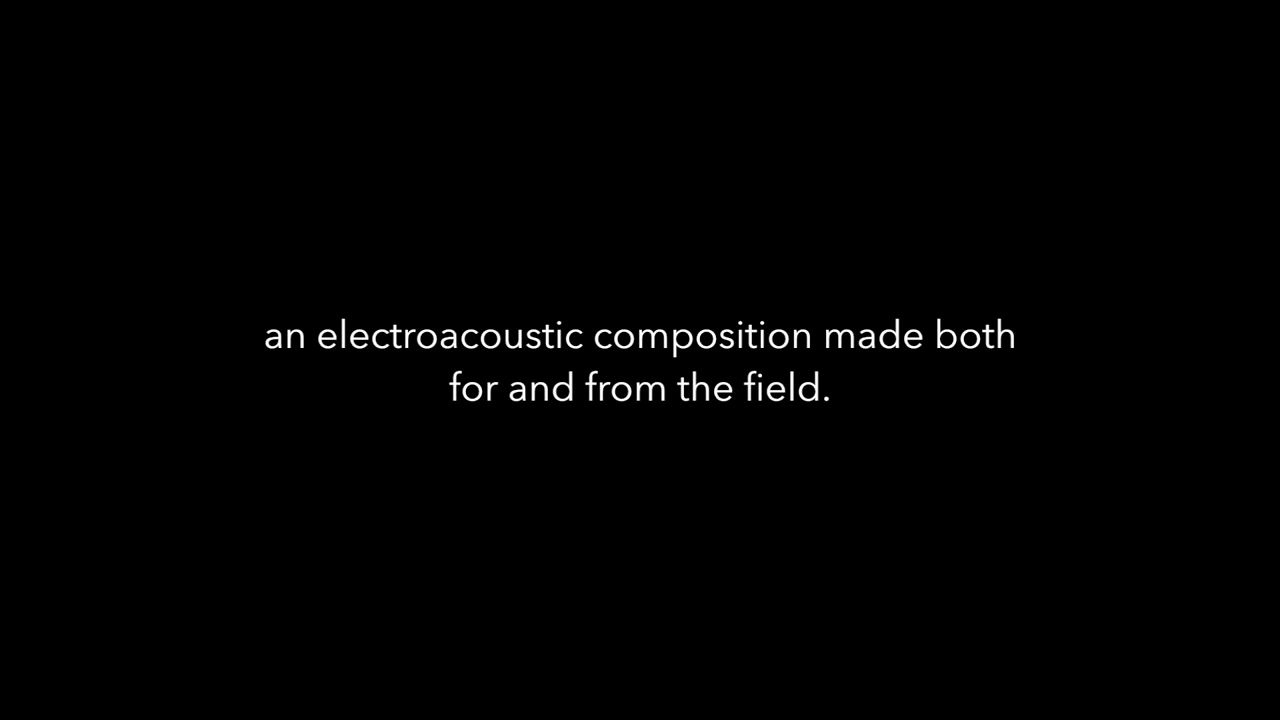 an electroacoustic composition made both
for and from the field.